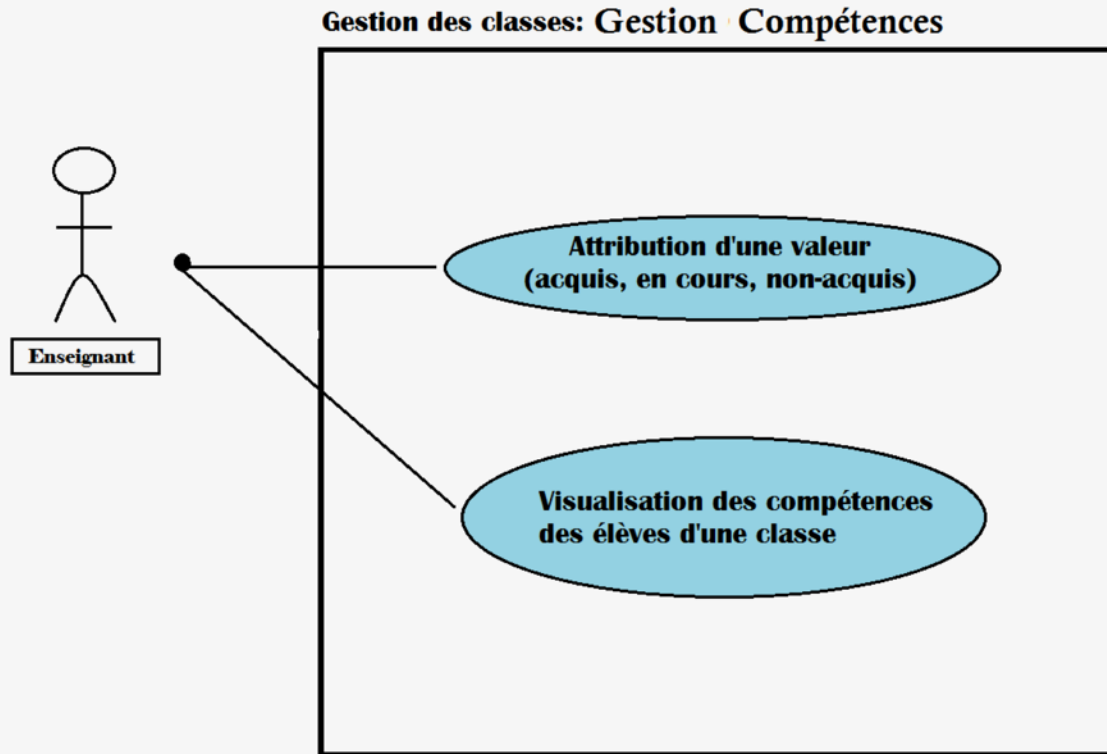 Gestion des classes: Gestion Compétences
Attribution d'une valeur
(acquis, en cours, non-acquis)
Enseignant
Visualisation des compétences
des élèves d'une classe